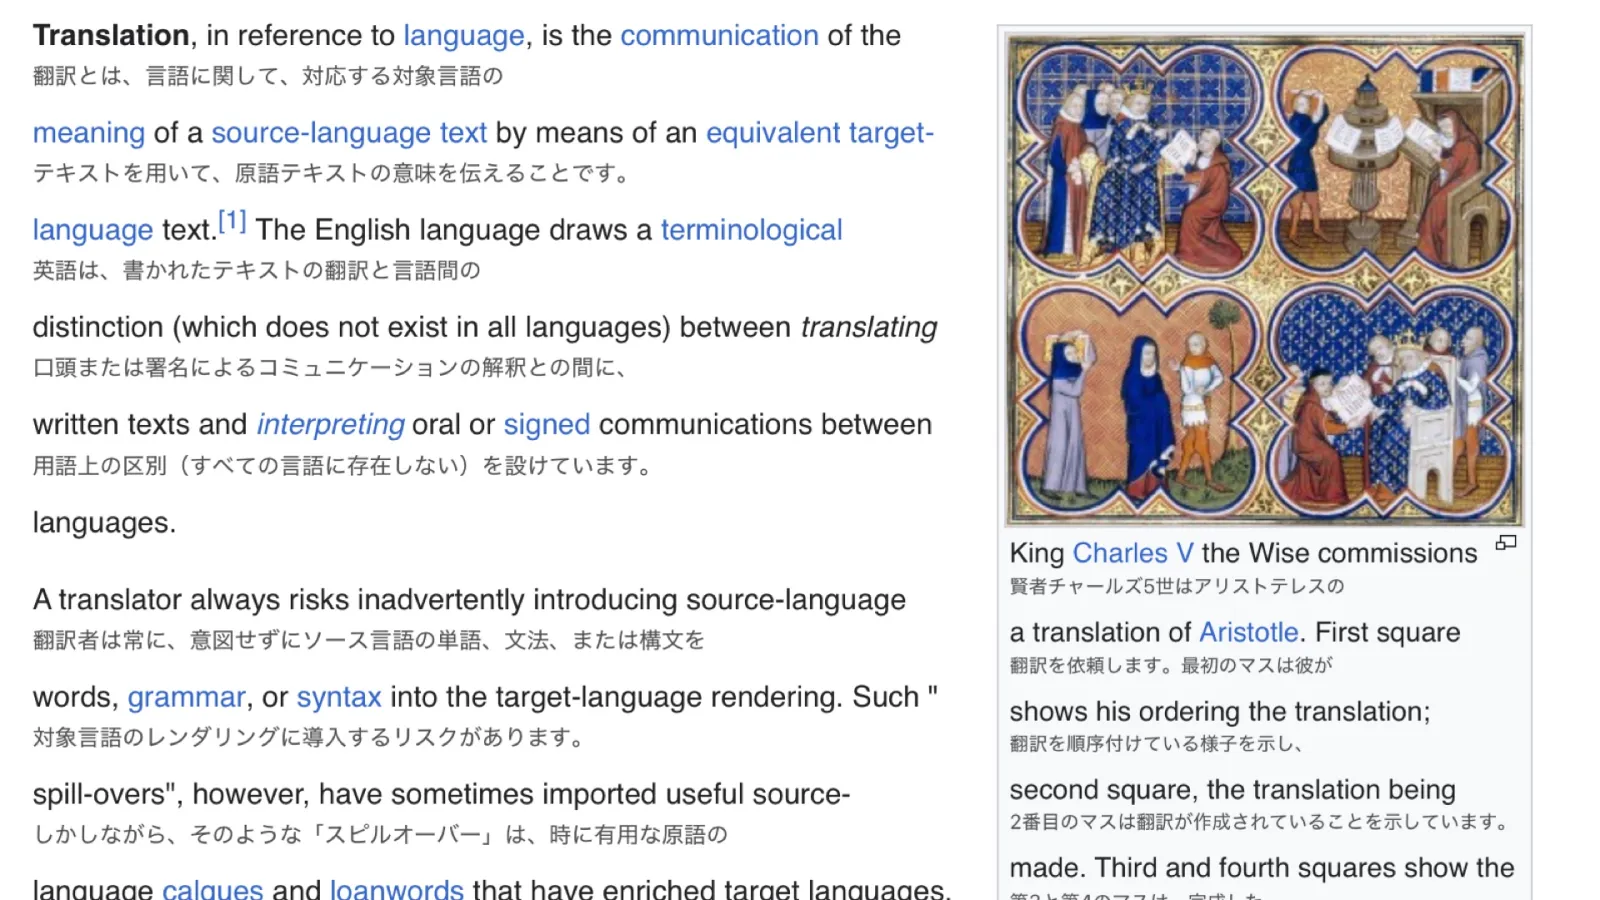 Translation, in reference to language, is the communication of the
翻訳とは、言語に関して、対応する対象言語の
meaning of a source-language text by means of an equivalent target-
テキストを用いて、原語テキストの意味を伝えることです。
language text.[1] The English language draws a terminological
英語は、書かれたテキストの翻訳と言語間の
distinction (which does not exist in all languages) between translating
口頭または署名によるコミュニケーションの解釈との間に、
written texts and interpreting oral or signed communications between
用語上の区別（すべての言語に存在しない）を設けています。
languages.
A translator always risks inadvertently introducing source-language
翻訳者は常に、意図せずにソース言語の単語、文法、または構文を
words, grammar, or syntax into the target-language rendering. Such "
対象言語のレンダリングに導入するリスクがあります。
spill-overs", however, have sometimes imported useful source-
しかしながら、そのような「スピルオーバー」は、時に有用な原語の
language calques and loanwords that have enriched target languages.
King Charles V the Wise commissions
賢者チャールズ5世はアリストテレスの
a translation of Aristotle. First square
翻訳を依頼します。最初のマスは彼が
shows his ordering the translation;
翻訳を順序付けている様子を示し、
second square, the translation being
2番目のマスは翻訳が作成されていることを示しています。
made. Third and fourth squares show the
第3と第4のマスは、完成した